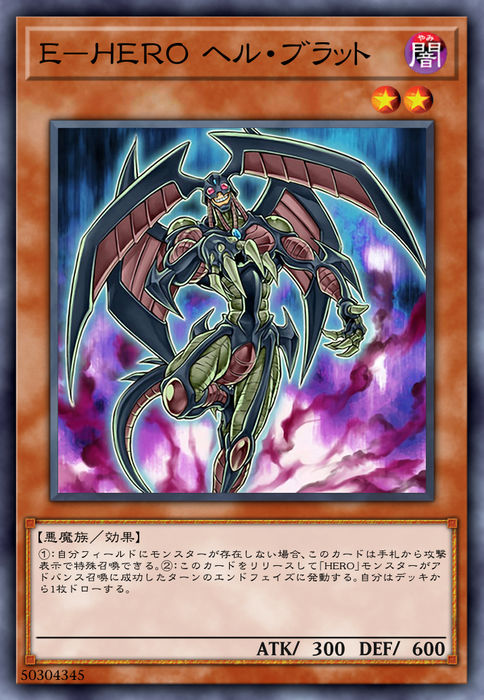 E-HERO ヘル・ブラット
やみ
闇
【悪魔族/効果】
①:自分フィールドにモンスターが存在しない場合、このカードは手札から攻撃
表示で特殊召喚できる。②:このカードをリリースして「HERO」モンスターがア
ドバンス召喚に成功したターンのエンドフェイズに発動する。自分はデッキか
ら1枚ドローする。
ATK/ 300 DEF/ 600
50304345